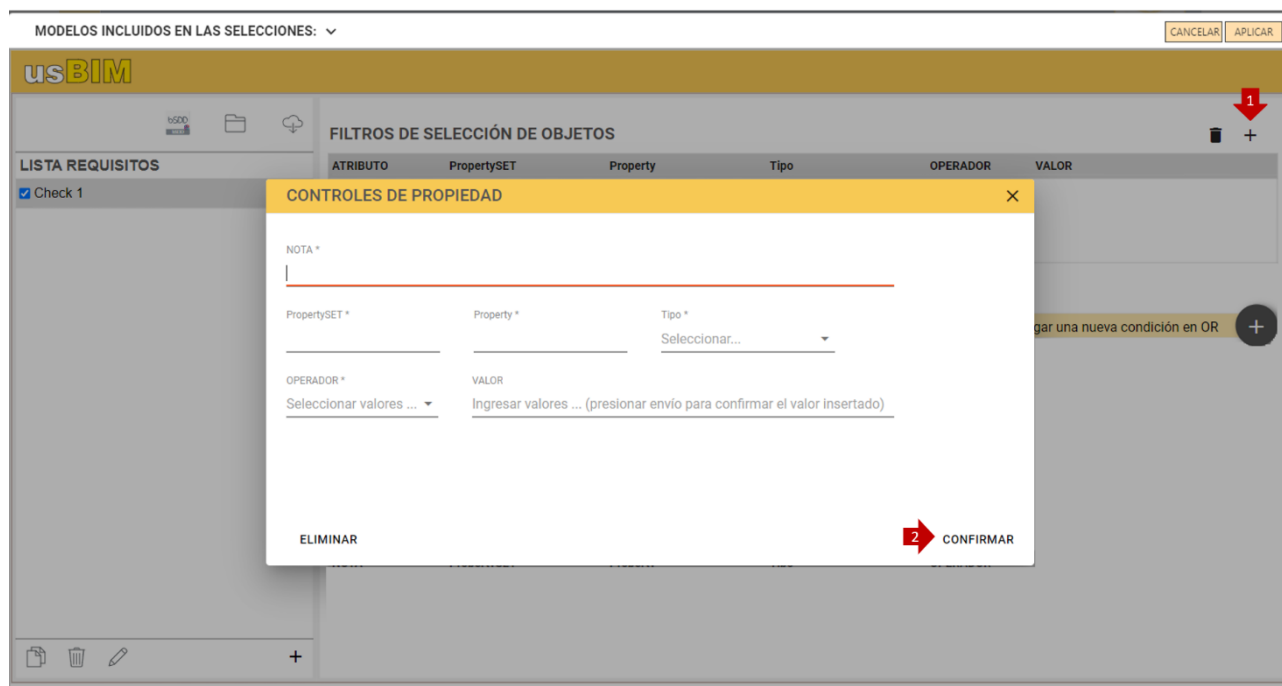 MODELOS INCLUIDOS EN LAS SELECCIONES:
CANCELAR APLICAR
usBIM
1
bSDD
FILTROS DE SELECCIÓN DE OBJETOS
LISTA REQUISITOS
ATRIBUTO PropertySET Property Tipo OPERADOR VALOR
Check 1
CONTROLES DE PROPIEDAD
NOTA *
PropertySET * Property * Tipo *
Seleccionar...
gar una nueva condición en OR
OPERADOR * VALOR
Seleccionar valores ... Ingresar valores ... (presionar envío para confirmar el valor insertado)
ELIMINAR 2 CONFIRMAR